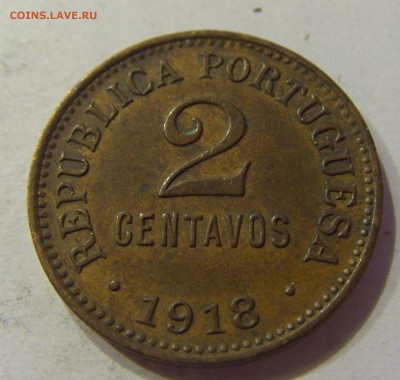 COINS.LAVE.RU
REPUBLICA PORTUGUESA
2
CENTAVOS
• 1918 •